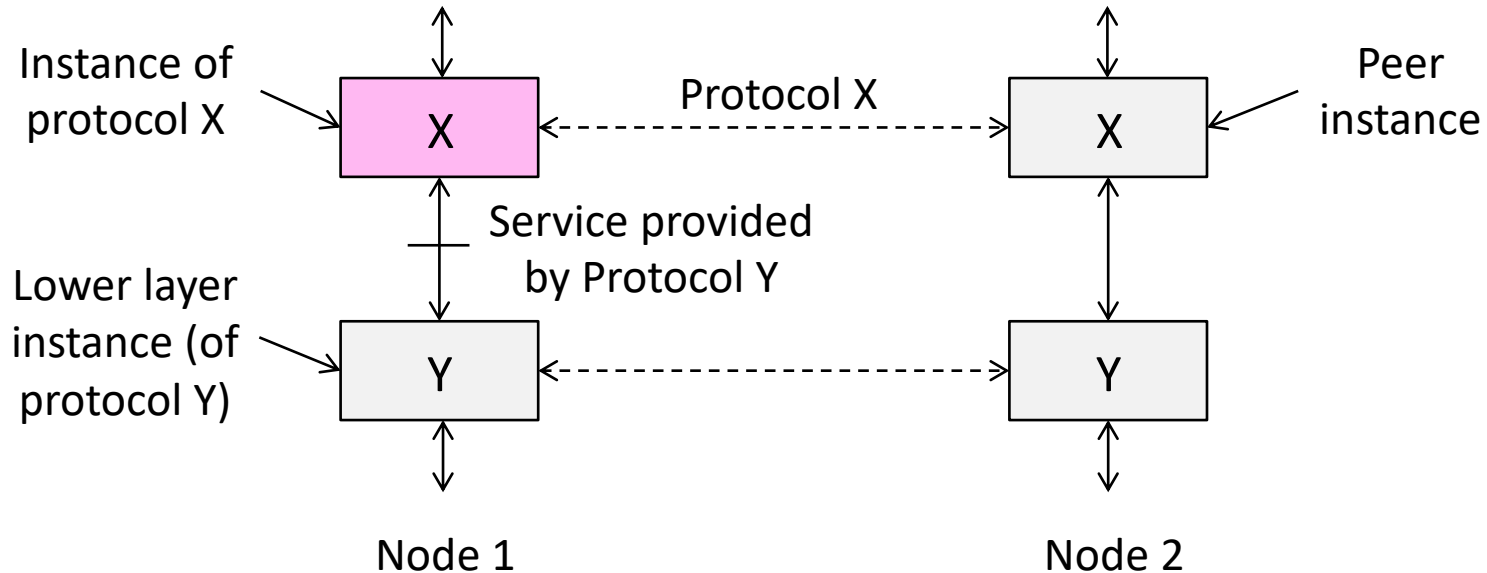 Instance of
protocol X
X
Protocol X
X
Peer
instance
Service provided
by Protocol Y
Lower layer
instance (of
protocol Y)
Y
Y
Node 1
Node 2